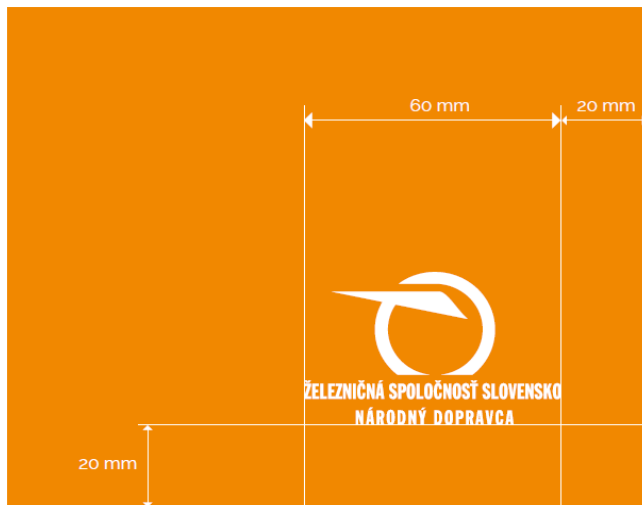 60 mm
20 mm
ŽELEZNIČNÁ SPOLOČNOSŤ SLOVENSKO
NÁRODNÝ DOPRAVCA
20 mm